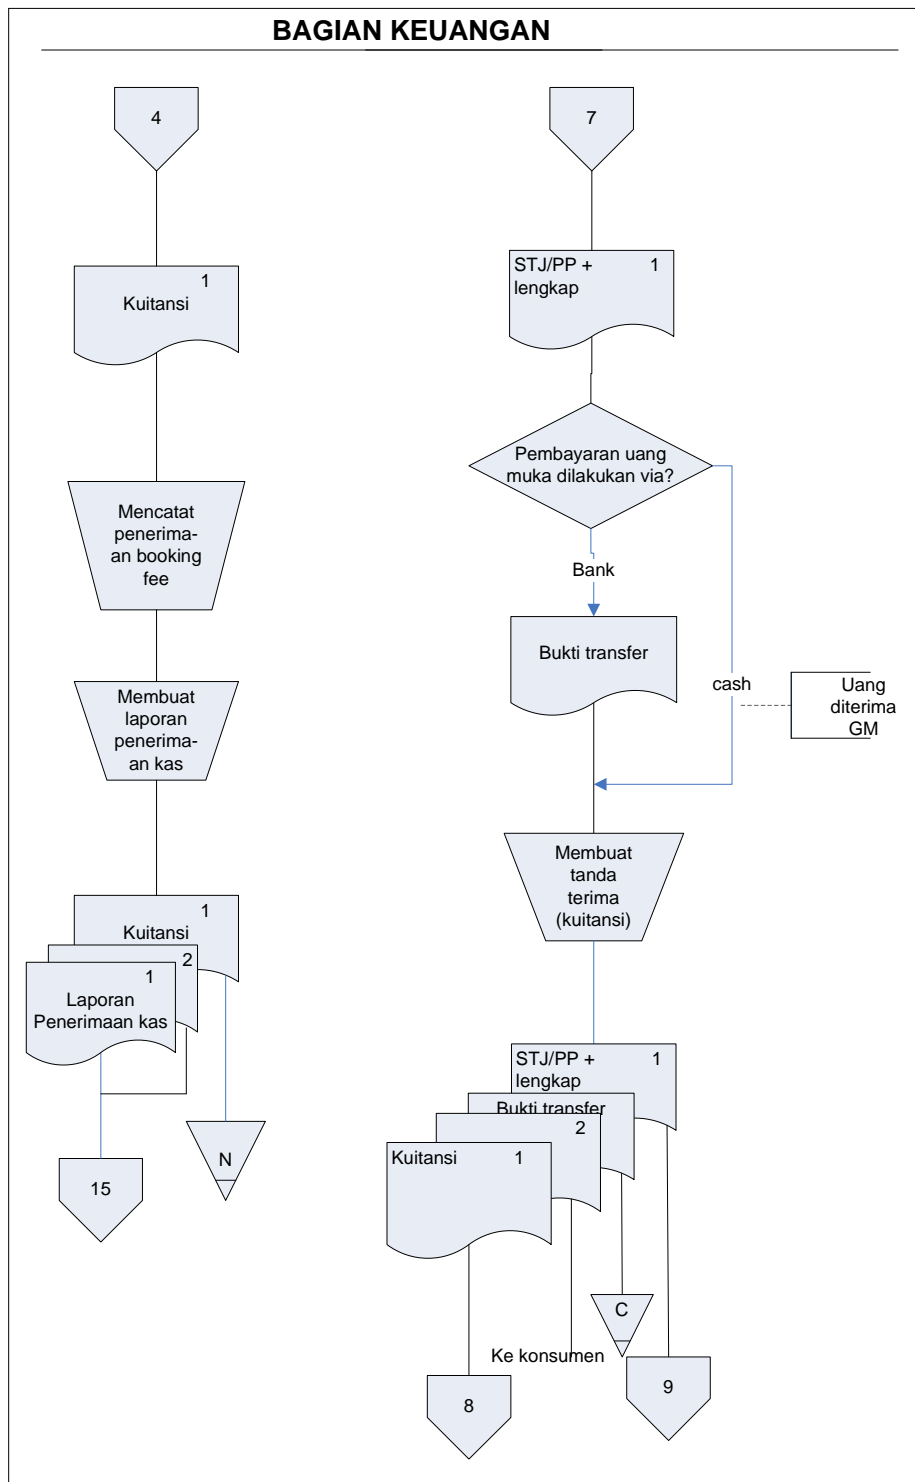 BAGIAN KEUANGAN
4
1
Kuitansi
Mencatat
penerima-
an booking
fee
Membuat
laporan
penerima-
an kas
1
Kuitansi
2
1
Laporan
Penerimaan kas
N
15
7
STJ/PP + 1
lengkap
Pembayaran uang
muka dilakukan via?
Bank
Bukti transfer
cash
Uang
diterima
GM
Membuat
tanda
terima
(kuitansi)
STJ/PP + 1
lengkap
Bukti transfer
2
Kuitansi 1
C
Ke konsumen
9
8